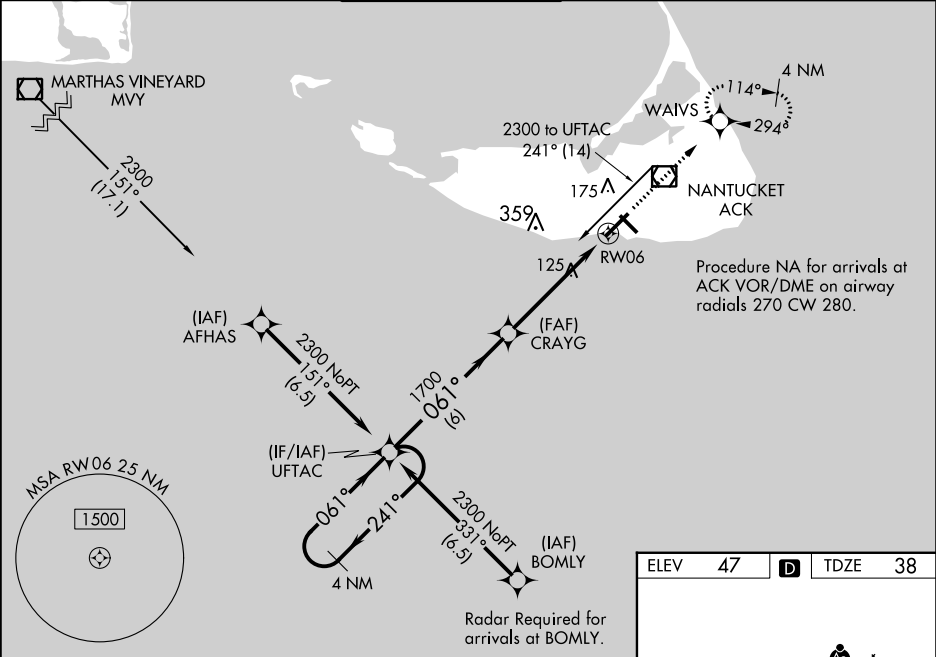 MARTHAS VINEYARD
MVY
2300
151°
(17.1)
4 NM
114°
WAIVS
294°
2300 to UFTAC
241° (14)
175
NANTUCKET
ACK
359
RW06
125
Procedure NA for arrivals at
ACK VOR/DME on airway
radials 270 CW 280.
(IAF)
AFHAS
2300 NoPT
151°
(6.5)
(FAF)
CRAYG
1700
061°
(6)
(IF/IAF)
UFTAC
061°
241°
4 NM
2300 NoPT
331°
(6.5)
(IAF)
BOMLY
Radar Required for
arrivals at BOMLY.
MSA RW06 25 NM
1500
ELEV 47 D TDZE 38